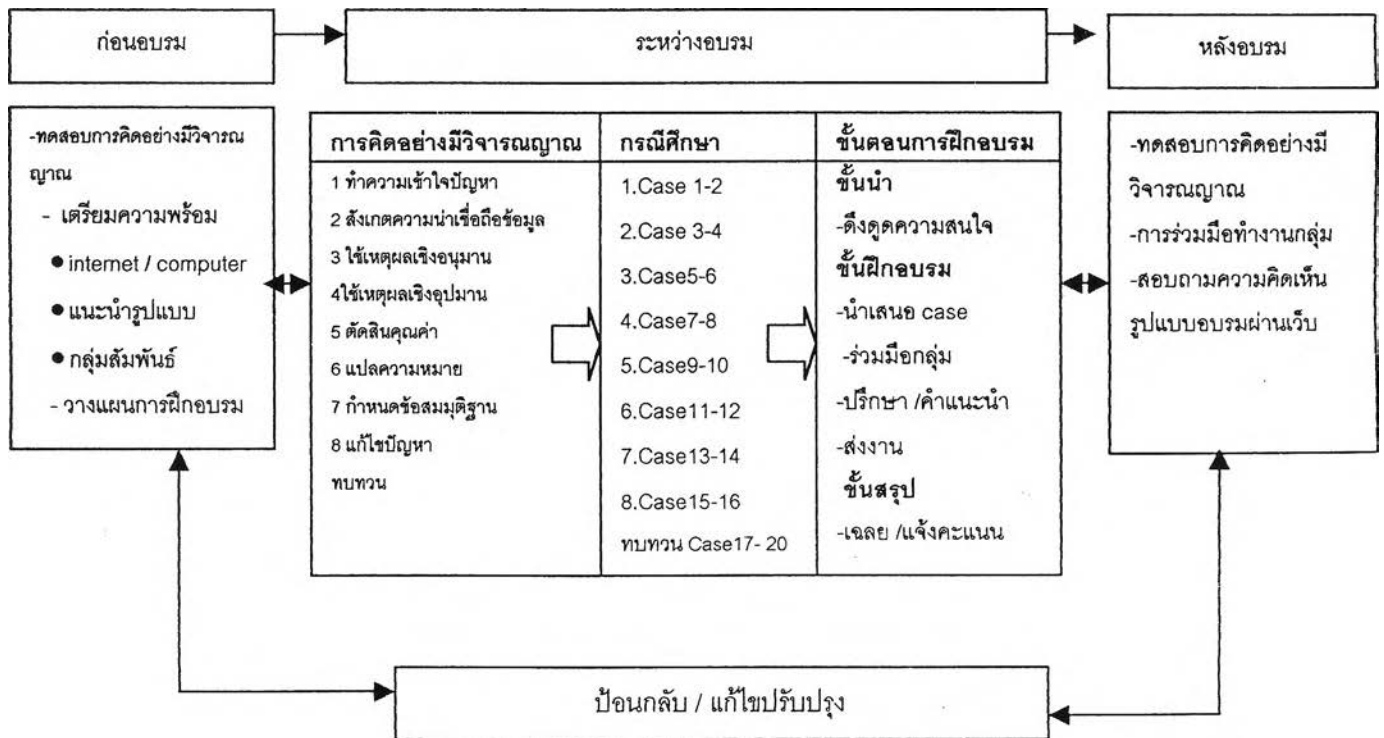 ก่อนอบรม
ระหว่างอบรม
หลังอบรม
-ทดสอบการคิดอย่างมีวิจารณ
ญาณ
- เตรียมความพร้อม
● internet / computer
● แนะนำรูปแบบ
● กลุ่มสัมพันธ์
- วางแผนการฝึกอบรม
การคิดอย่างมีวิจารณญาณ
1 ทำความเข้าใจปัญหา
2 สังเกตความน่าเชื่อถือข้อมูล
3 ใช้เหตุผลเชิงอนุมาน
4ใช้เหตุผลเชิงอุปมาน
5 ตัดสินคุณค่า
6 แปลความหมาย
7 กำหนดข้อสมมุติฐาน
8 แก้ไขปัญหา
ทบทวน
กรณีศึกษา
1.Case 1-2
2.Case 3-4
3.Case5-6
4.Case7-8
5.Case9-10
6.Case11-12
7.Case13-14
8.Case15-16
ทบทวน Case17- 20
ขั้นตอนการฝึกอบรม
ขั้นนำ
-ดึงดูดความสนใจ
ขั้นฝึกอบรม
-นำเสนอ case
-ร่วมมือกลุ่ม
-ปรึกษา /คำแนะนำ
-ส่งงาน
ขั้นสรุป
-เฉลย /แจ้งคะแนน
-ทดสอบการคิดอย่างมี
วิจารณญาณ
-การร่วมมือทำงานกลุ่ม
-สอบถามความคิดเห็น
รูปแบบอบรมผ่านเว็บ
ป้อนกลับ / แก้ไขปรับปรุง